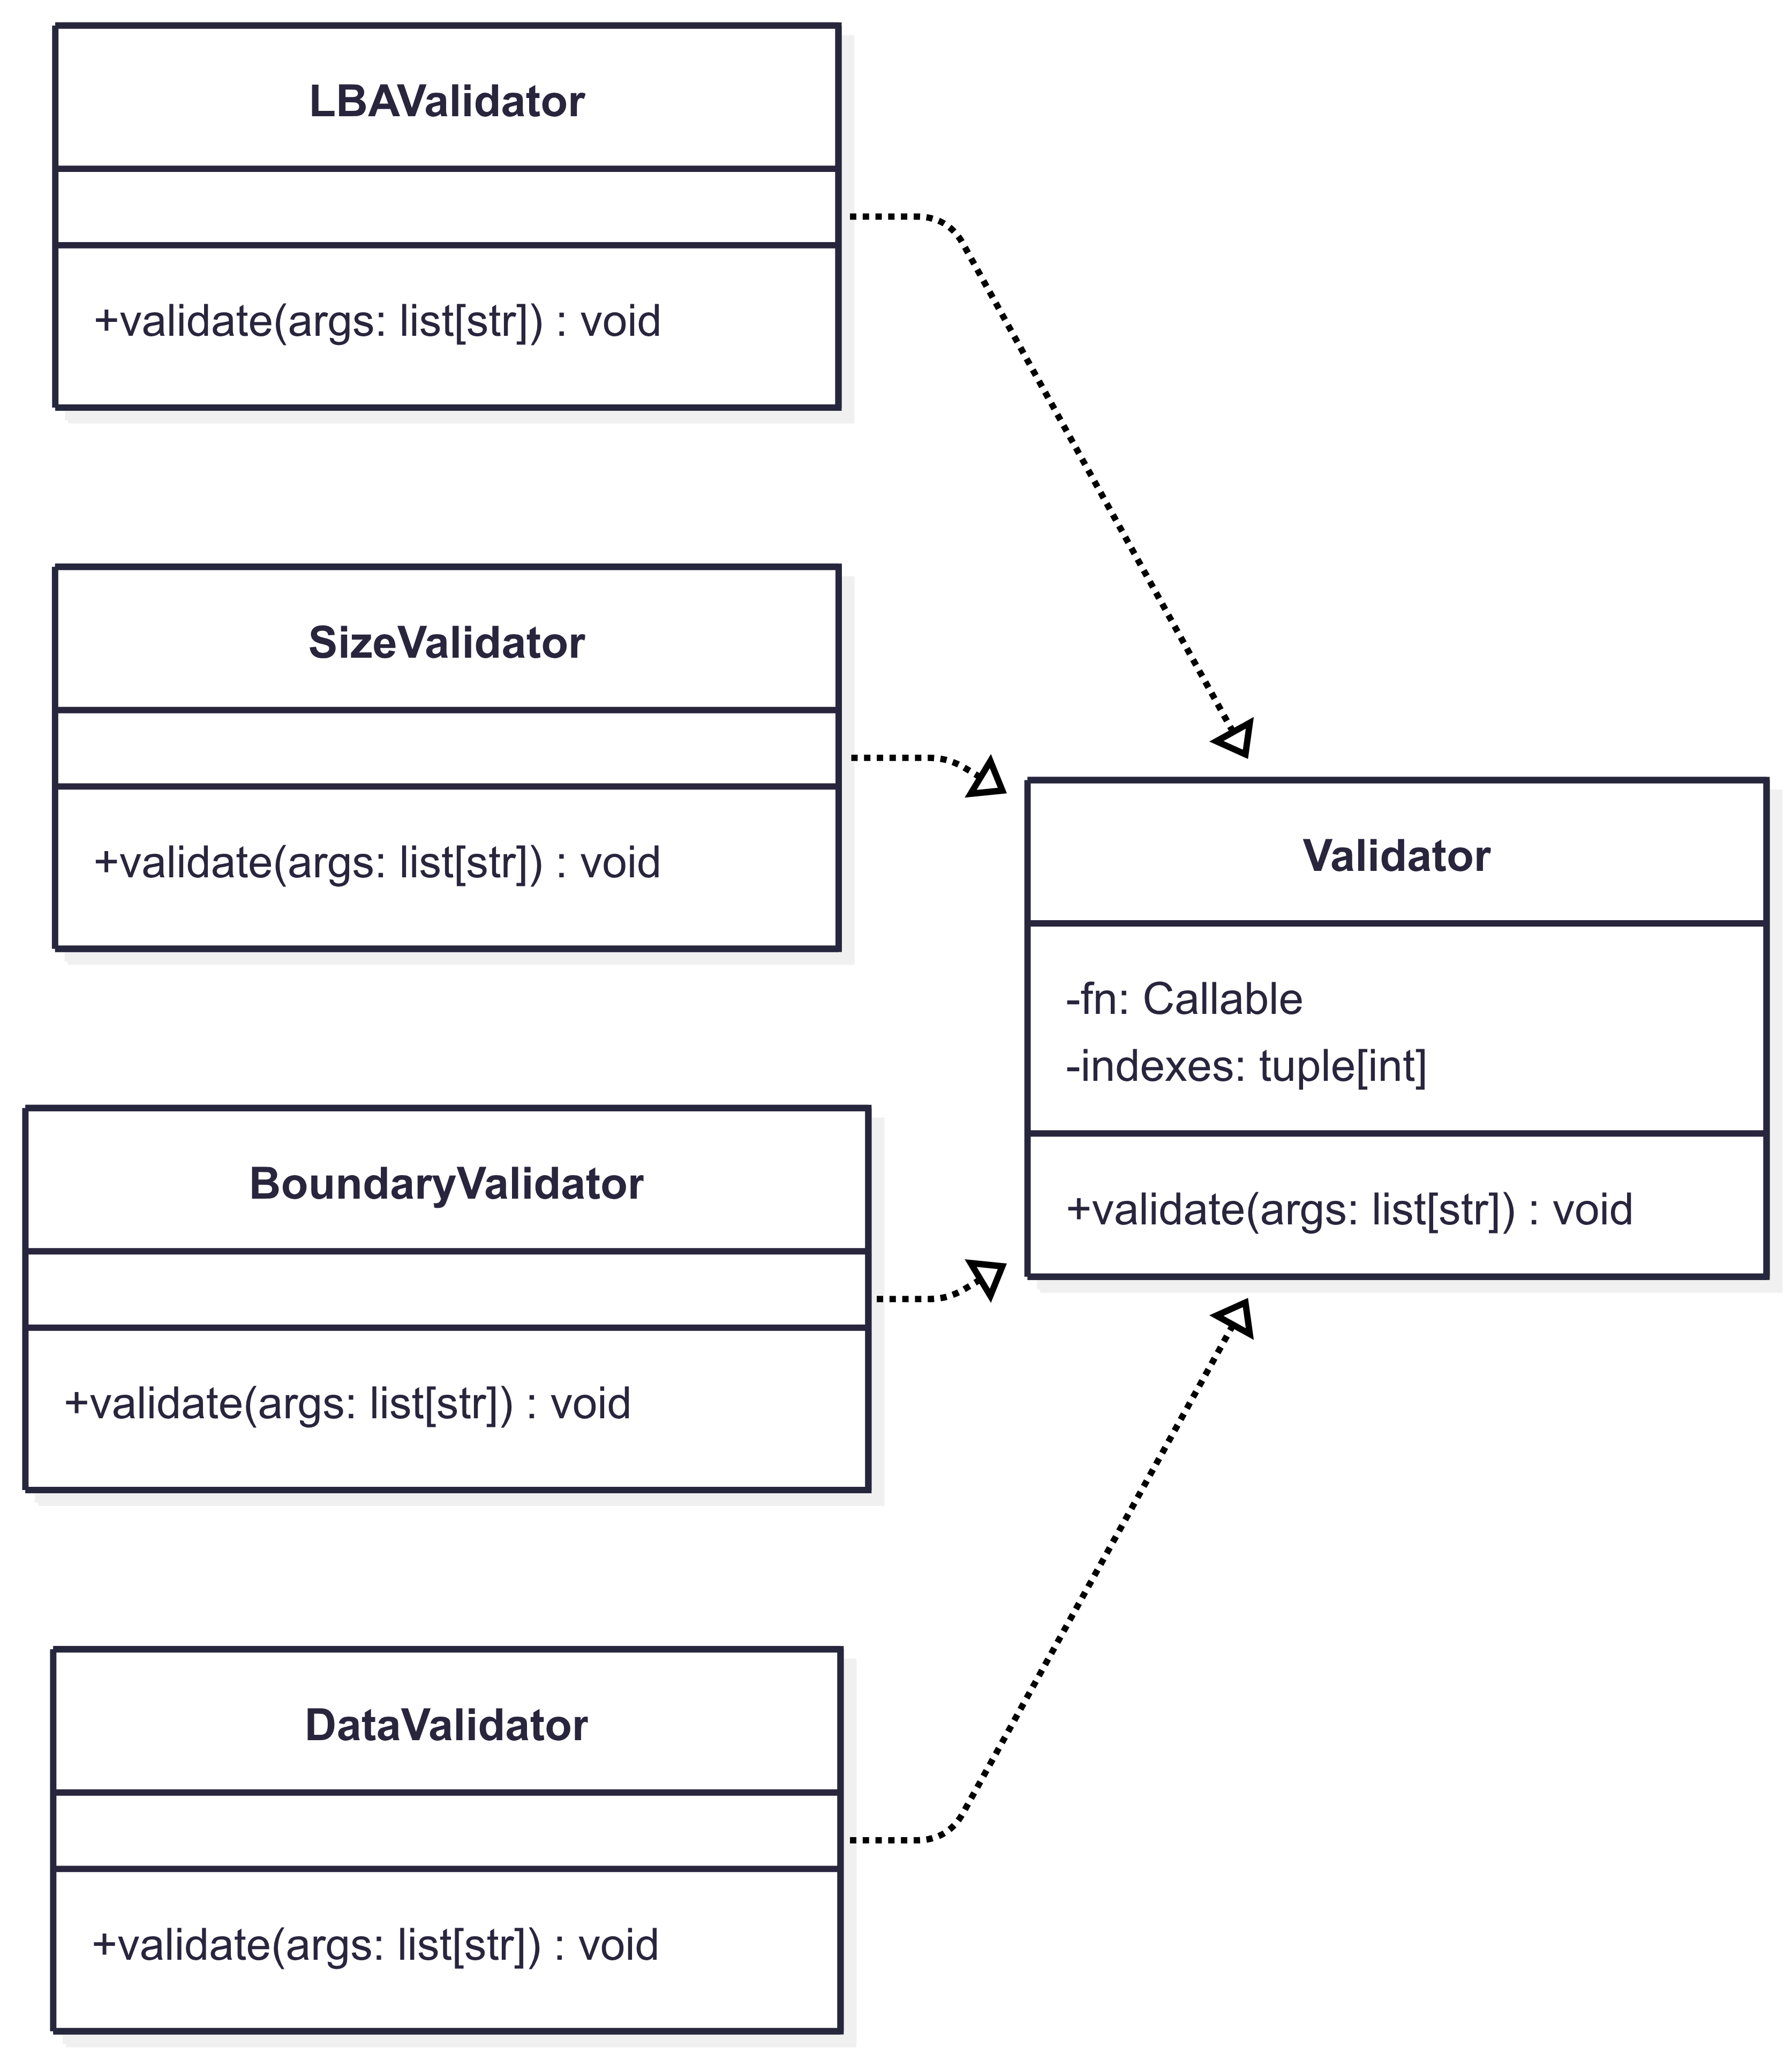 LBAValidator
+validate(args: list[str]) : void
SizeValidator
+validate(args: list[str]) : void
BoundaryValidator
+validate(args: list[str]) : void
DataValidator
+validate(args: list[str]) : void
Validator
-fn: Callable
-indexes: tuple[int]
+validate(args: list[str]) : void